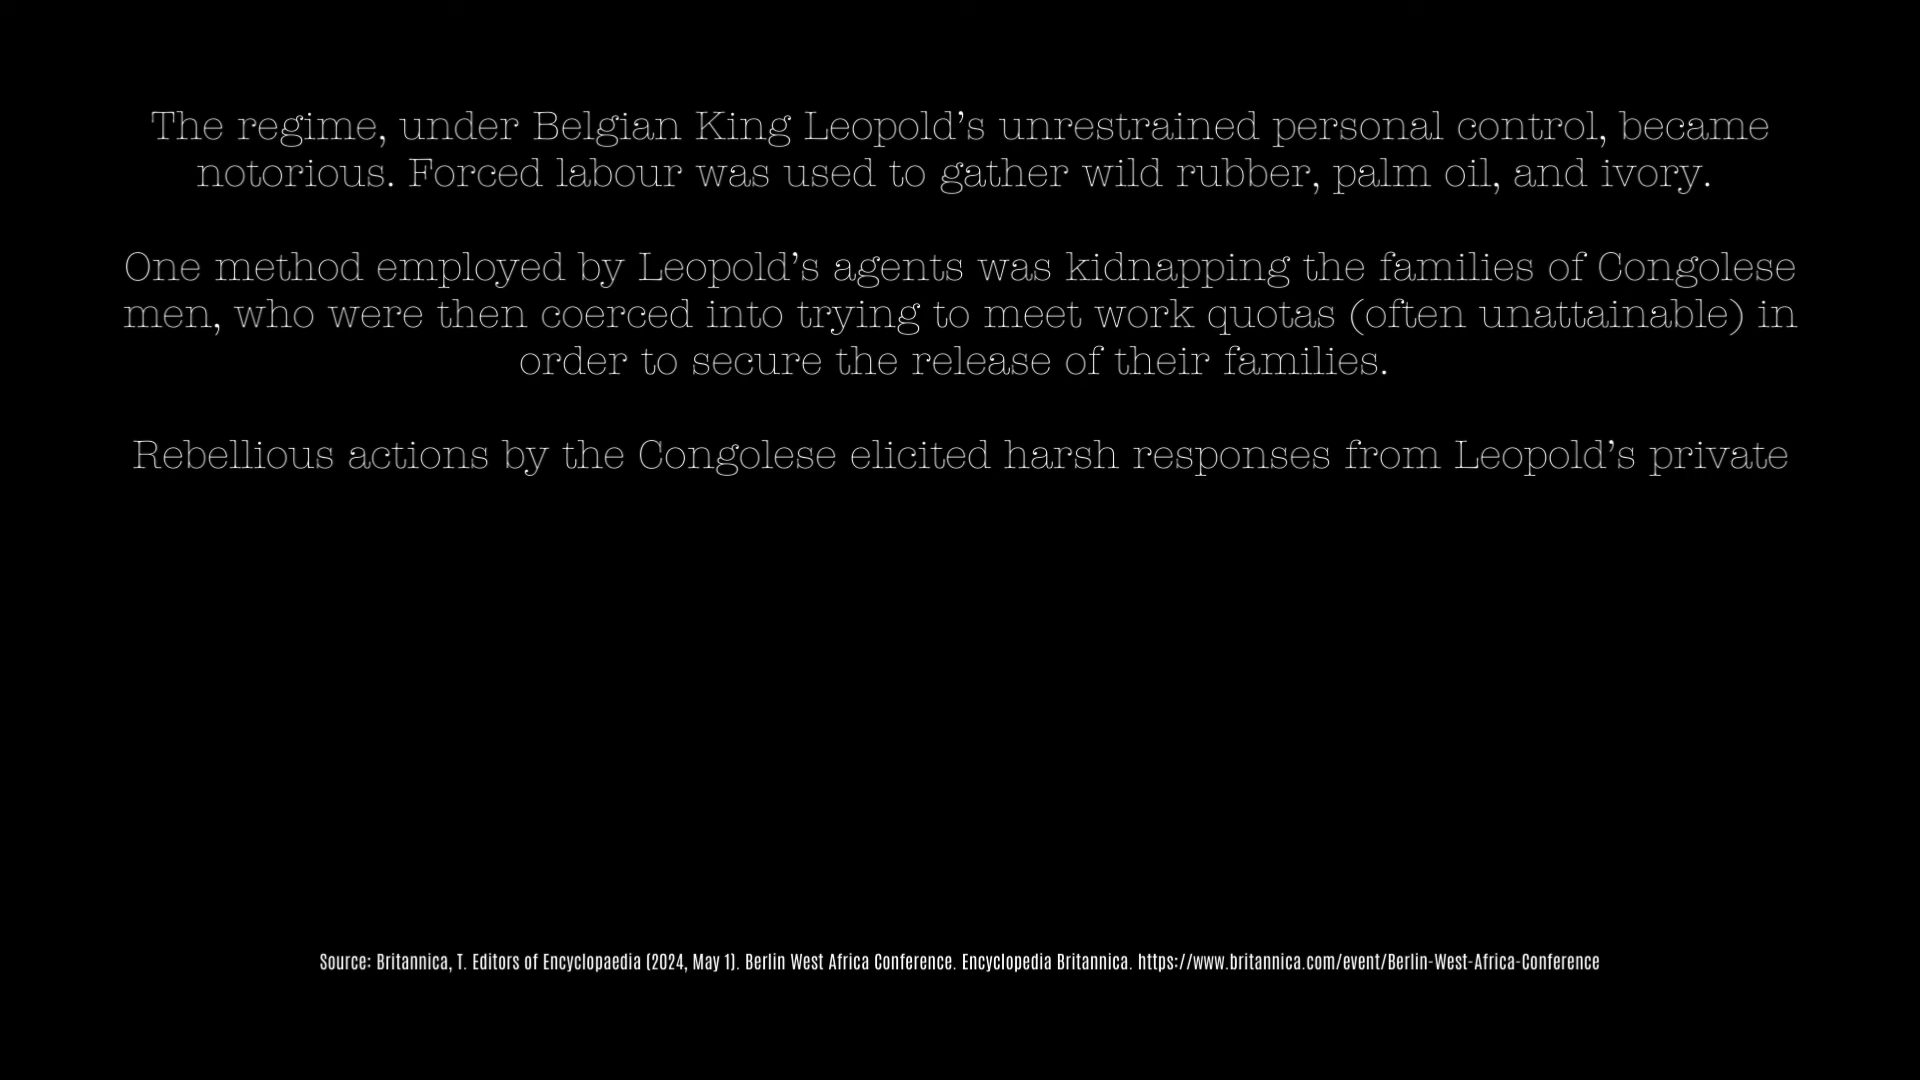 The regime, under Belgian King Leopold’s unrestrained personal control, became
notorious. Forced labour was used to gather wild rubber, palm oil, and ivory.
One method employed by Leopold’s agents was kidnapping the families of Congolese
men, who were then coerced into trying to meet work quotas (often unattainable) in
order to secure the release of their families.
Rebellious actions by the Congolese elicited harsh responses from Leopold’s private
Source: Britannica, T. Editors of Encyclopaedia (2024, May 1). Berlin West Africa Conference. Encyclopedia Britannica. https://www.britannica.com/event/Berlin-West-Africa-Conference